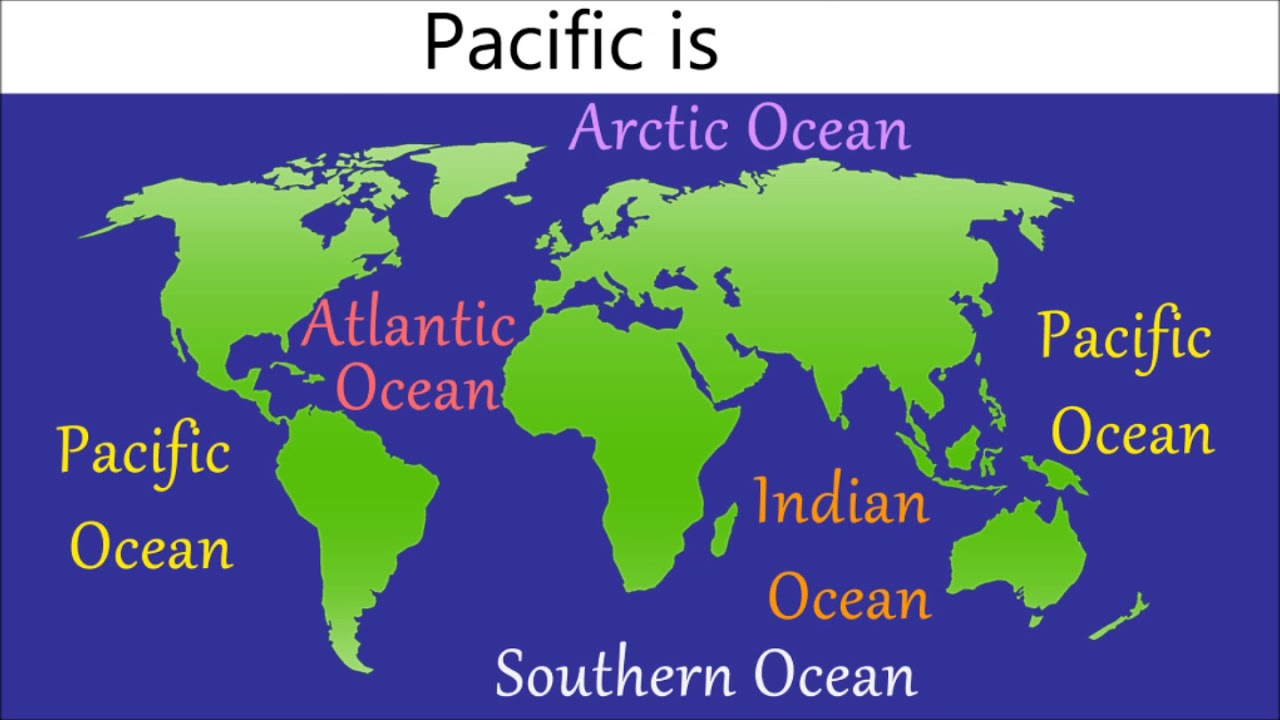 Pacific is
Arctic Ocean
Atlantic
Ocean
Pacific
Ocean
Pacific
Ocean
Indian
Ocean
Southern Ocean